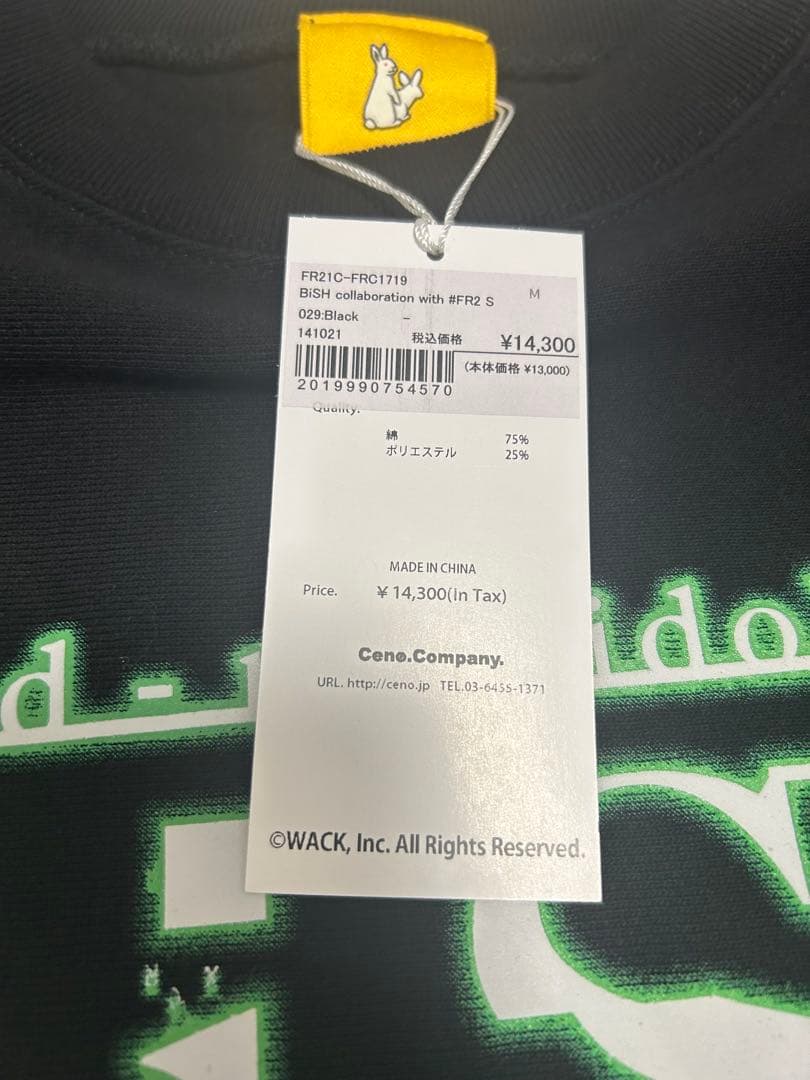 FR21C-FRC1719
BiSH collaboration with #FR2 S M
029:Black -
141021 税込価格 ¥14,300
(本体価格 ¥13,000)
2019990754570
Quality.
綿 75%
ポリエステル 25%
MADE IN CHINA
Price. ¥ 14,300(In Tax)
Ceno.Company.
URL. http://ceno.jp TEL.03-6455-1371
d - idol
©WACK, Inc. All Rights Reserved.